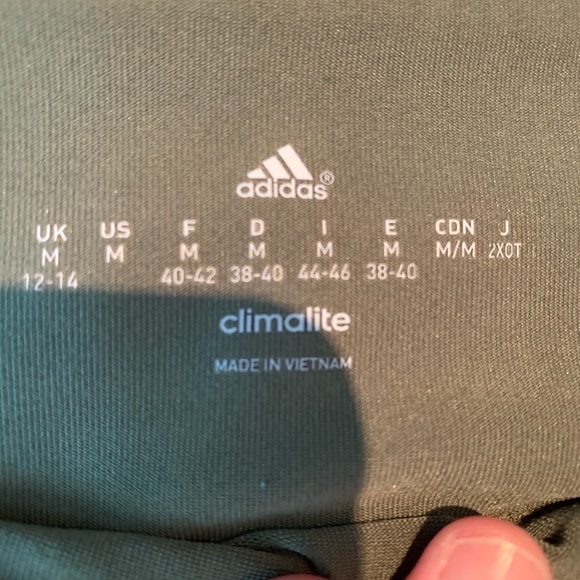 adidas®
UK US F D I E CDN J
M M M M M M M/M 2XOT
12-14 40-42 38-40 44-46 38-40
climalite
MADE IN VIETNAM